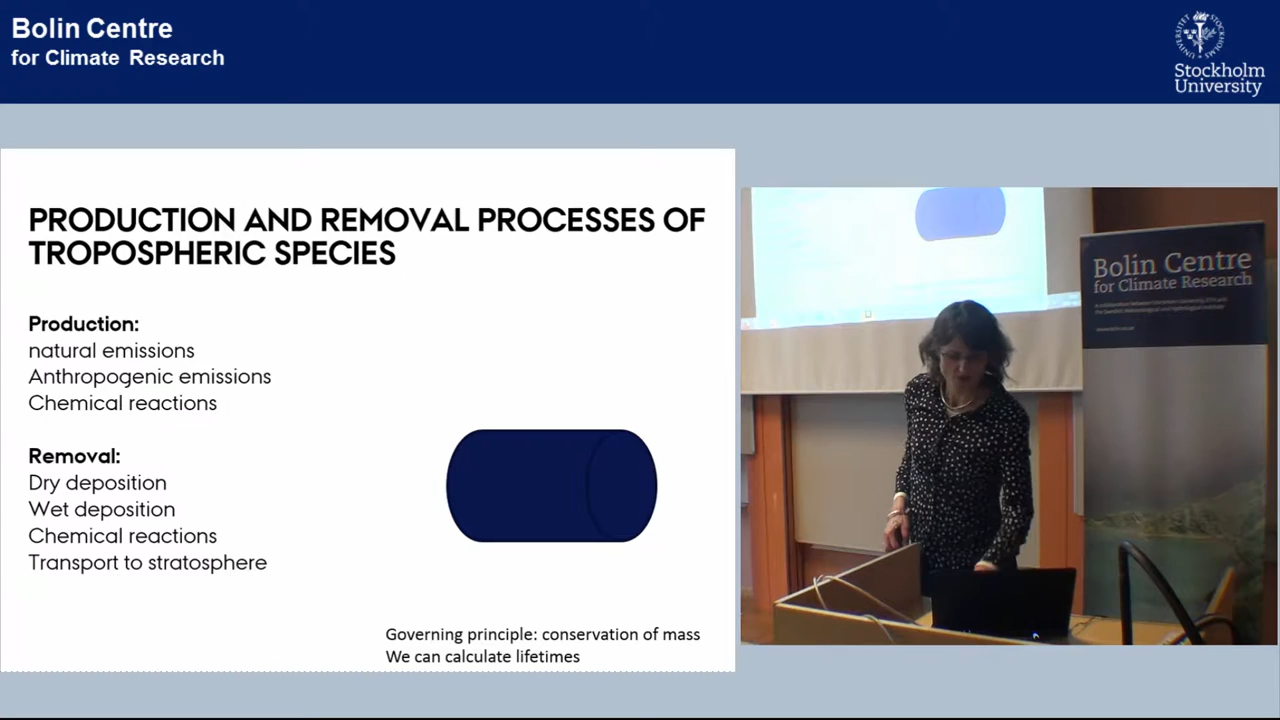 Bolin Centre
for Climate Research
Stockholm
University
PRODUCTION AND REMOVAL PROCESSES OF
TROPOSPHERIC SPECIES
Production:
natural emissions
Anthropogenic emissions
Chemical reactions
Removal:
Dry deposition
Wet deposition
Chemical reactions
Transport to stratosphere
Governing principle: conservation of mass
We can calculate lifetimes
Bolin Centre
for Climate Research